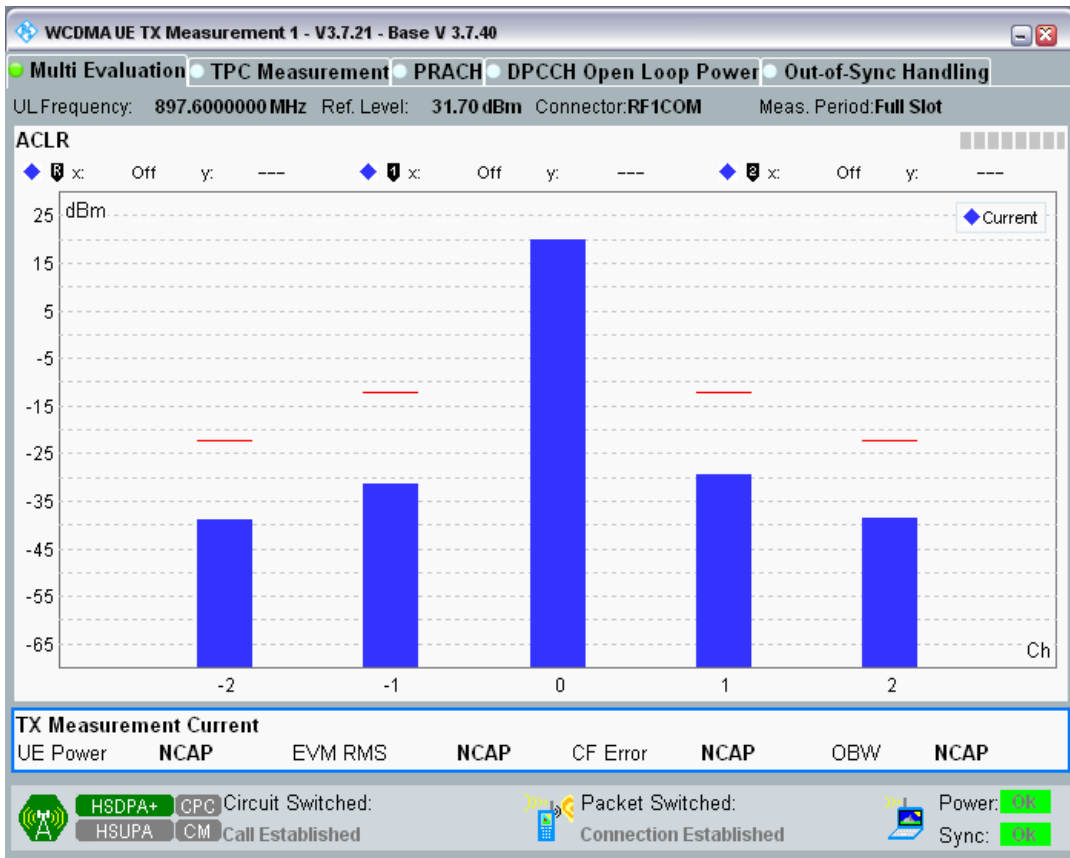 WCDMA UE TX Measurement 1 - V3.7.21 - Base V 3.7.40
Multi Evaluation TPC Measurement PRACH DPCCH Open Loop Power Out-of-Sync Handling
UL Frequency: 897.6000000 MHz Ref. Level: 31.70 dBm Connector: RF1COM Meas. Period: Full Slot
ACLR
R x: Off y: --- 1 x: Off y: --- 2 x: Off y: ---
dBm
Current
25
15
5
-5
-15
-25
-35
-45
-55
-65
Ch
-2 -1 0 1 2
TX Measurement Current
UE Power NCAP EVM RMS NCAP CF Error NCAP OBW NCAP
HSDPA+ CPC Circuit Switched: Packet Switched: Power: Ok
HSUPA CM Call Established Connection Established Sync: Ok